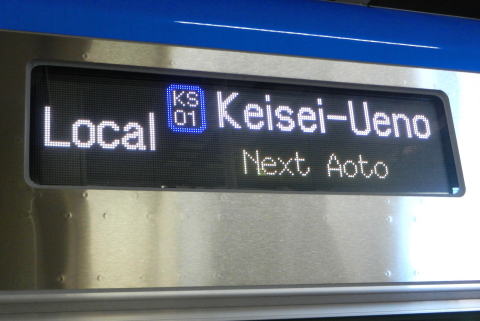 Local KS 01 Keisei-Ueno
Next Aoto